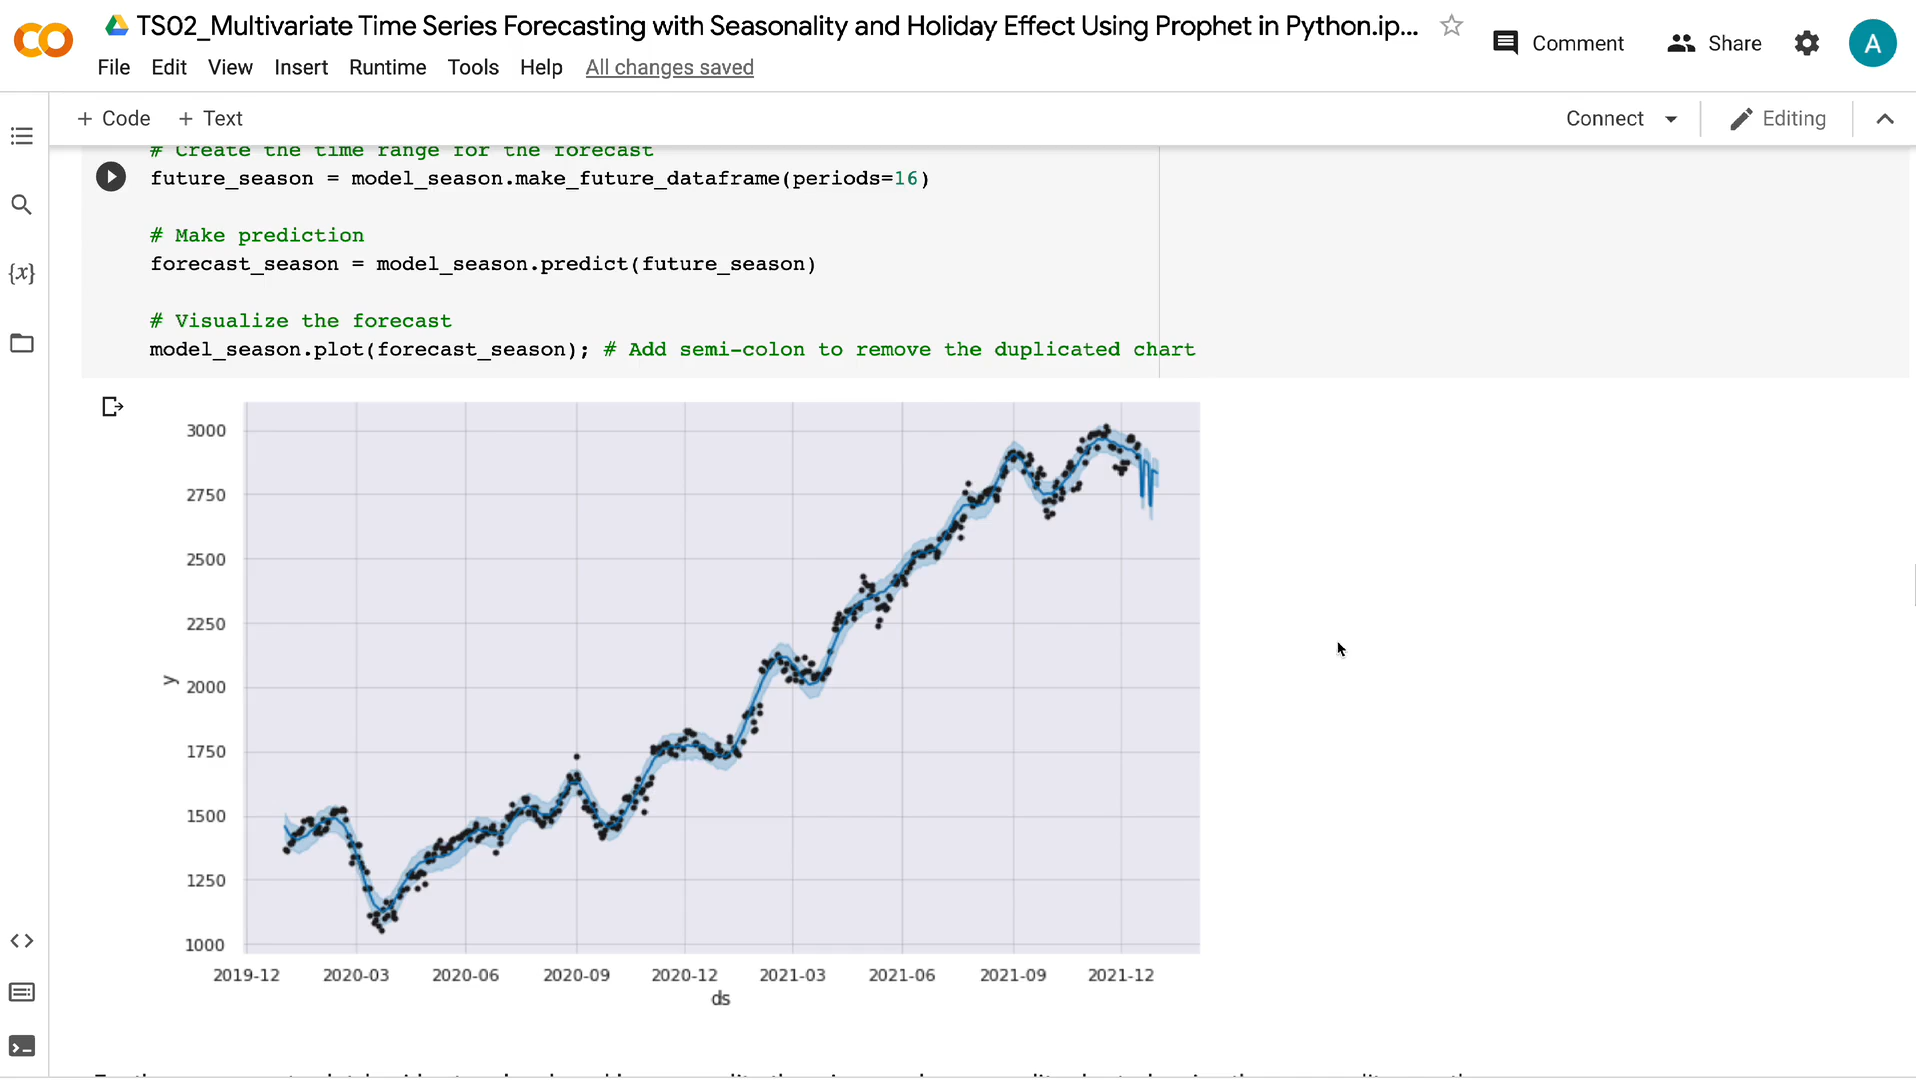 TS02_Multivariate Time Series Forecasting with Seasonality and Holiday Effect Using Prophet in Python.ip...
Comment
Share
A
File Edit View Insert Runtime Tools Help All changes saved
+ Code + Text
Connect
Editing
# Create the time range for the forecast
future_season = model_season.make_future_dataframe(periods=16)
# Make prediction
forecast_season = model_season.predict(future_season)
# Visualize the forecast
model_season.plot(forecast_season); # Add semi-colon to remove the duplicated chart
{x}
3000
2750
2500
2250
2000
1750
1500
1250
1000
y
2019-12 2020-03 2020-06 2020-09 2020-12 2021-03 2021-06 2021-09 2021-12
ds